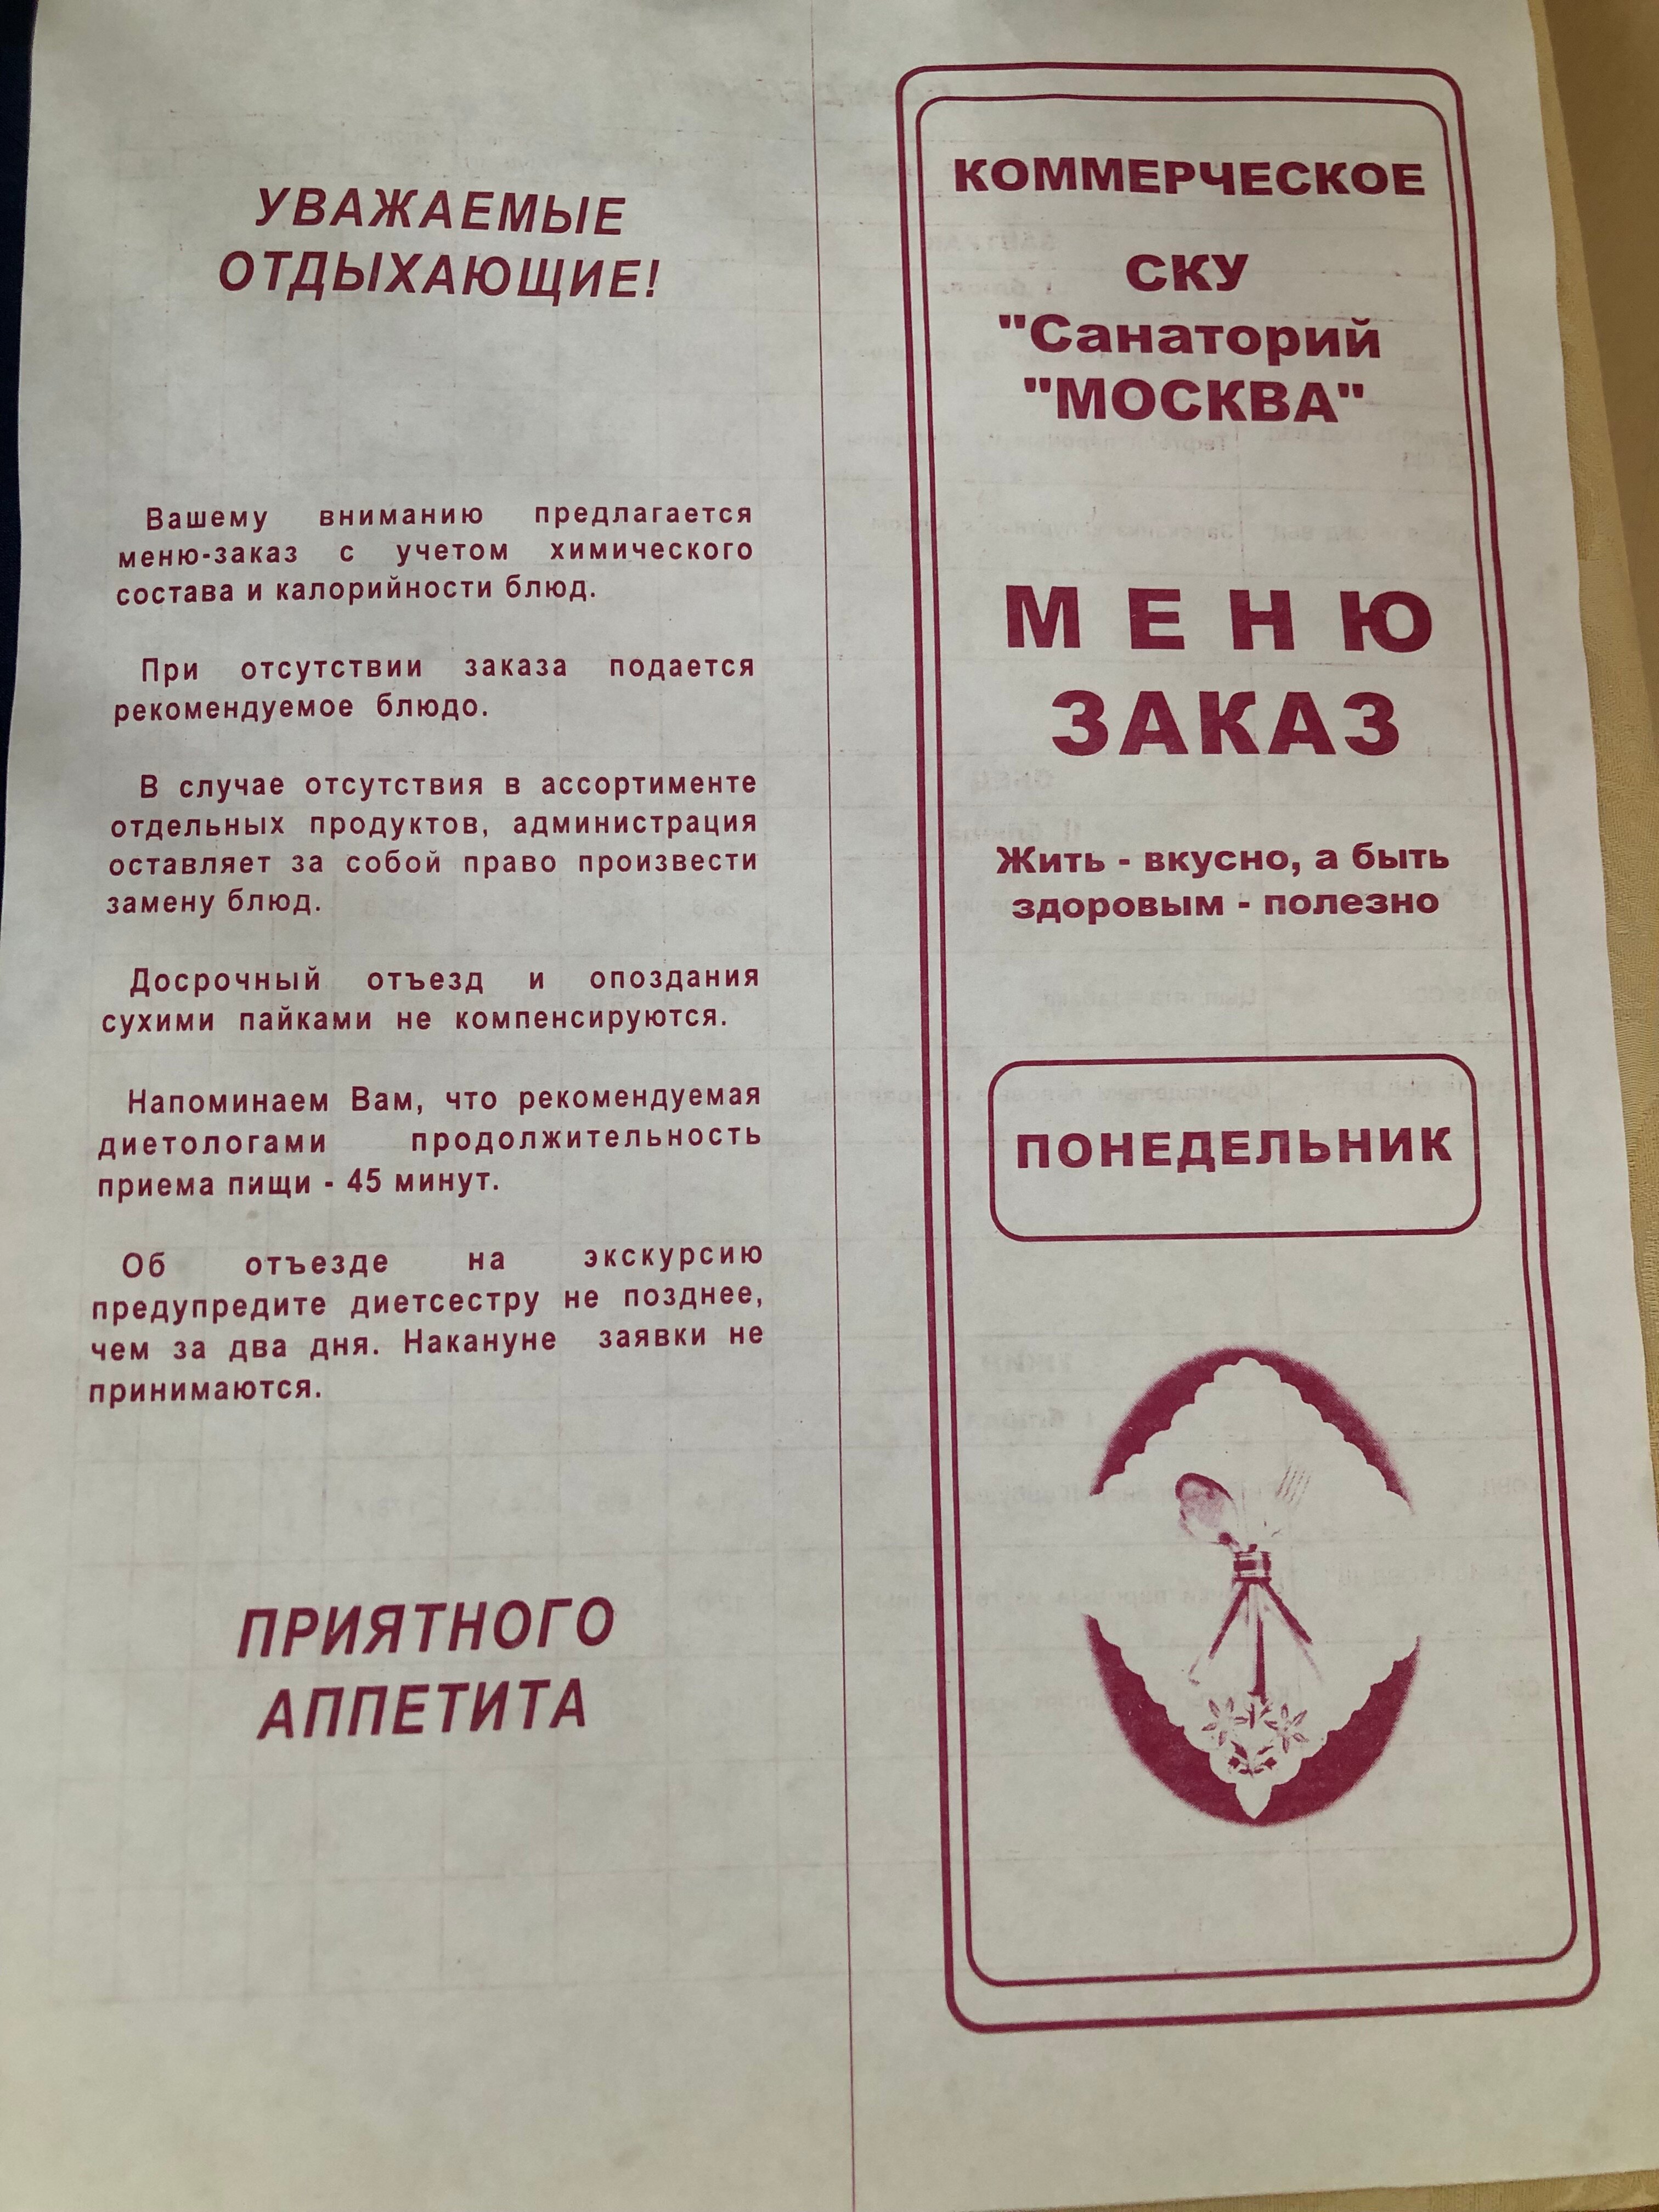 УВАЖАЕМЫЕ
ОТДЫХАЮЩИЕ!
Вашему вниманию предлагается
меню-заказ с учетом химического
состава и калорийности блюд.
При отсутствии заказа подается
рекомендуемое блюдо.
В случае отсутствия в ассортименте
отдельных продуктов, администрация
оставляет за собой право произвести
замену блюд.
Досрочный отъезд и опоздания
сухими пайками не компенсируются.
Напоминаем Вам, что рекомендуемая
диетологами продолжительность
приема пищи - 45 минут.
Об отъезде на экскурсию
предупредите диетсестру не позднее,
чем за два дня. Накануне заявки не
принимаются.
ПРИЯТНОГО
АППЕТИТА
КОММЕРЧЕСКОЕ
СКУ
"Санаторий
"МОСКВА"
МЕНЮ
ЗАКАЗ
Жить - вкусно, а быть
здоровым - полезно
ПОНЕДЕЛЬНИК